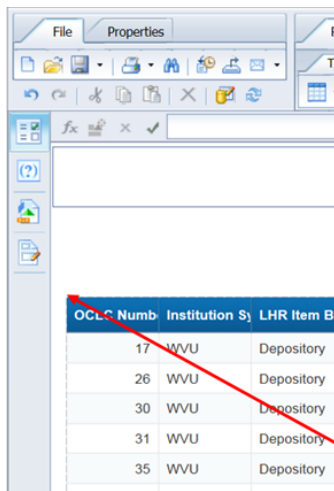 File Properties
fx
(?)
OCLC Numb Institution Sy LHR Item B
17 WVU Depository
26 WVU Depository
30 WVU Depository
31 WVU Depository
35 WVU Depository